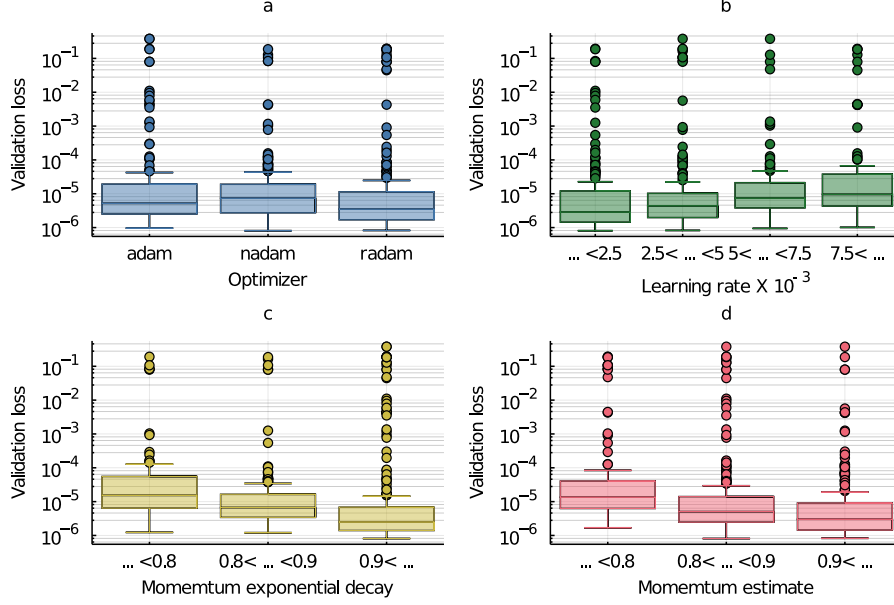 a
Validation loss
10⁻¹
10⁻²
10⁻³
10⁻⁴
10⁻⁵
10⁻⁶
adam nadam radam
Optimizer
b
Validation loss
10⁻¹
10⁻²
10⁻³
10⁻⁴
10⁻⁵
10⁻⁶
... <2.5 2.5< ... <5 5< ... <7.5 7.5< ...
Learning rate X 10⁻³
c
Validation loss
10⁻¹
10⁻²
10⁻³
10⁻⁴
10⁻⁵
10⁻⁶
... <0.8 0.8< ... <0.9 0.9< ...
Momemtum exponential decay
d
Validation loss
10⁻¹
10⁻²
10⁻³
10⁻⁴
10⁻⁵
10⁻⁶
... <0.8 0.8< ... <0.9 0.9< ...
Momemtum estimate